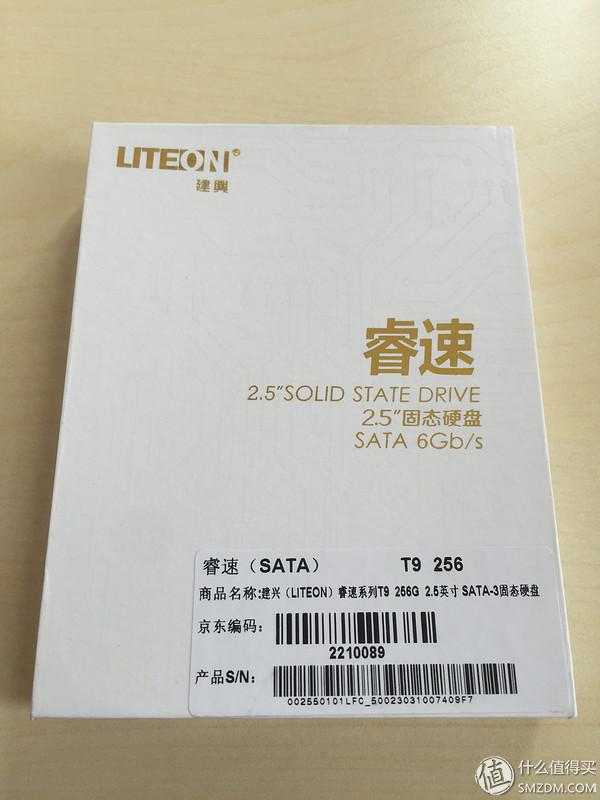 LITEON®
建興
睿速
2.5"SOLID STATE DRIVE
2.5"固态硬盘
SATA 6Gb/s
睿速（SATA） T9 256
商品名称:建兴（LITEON）睿速系列T9 256G 2.5英寸 SATA-3固态硬盘
京东编码:
2210089
产品S/N:
002550101LFC_50023031007409F7
值 什么值得买
SMZDM.COM